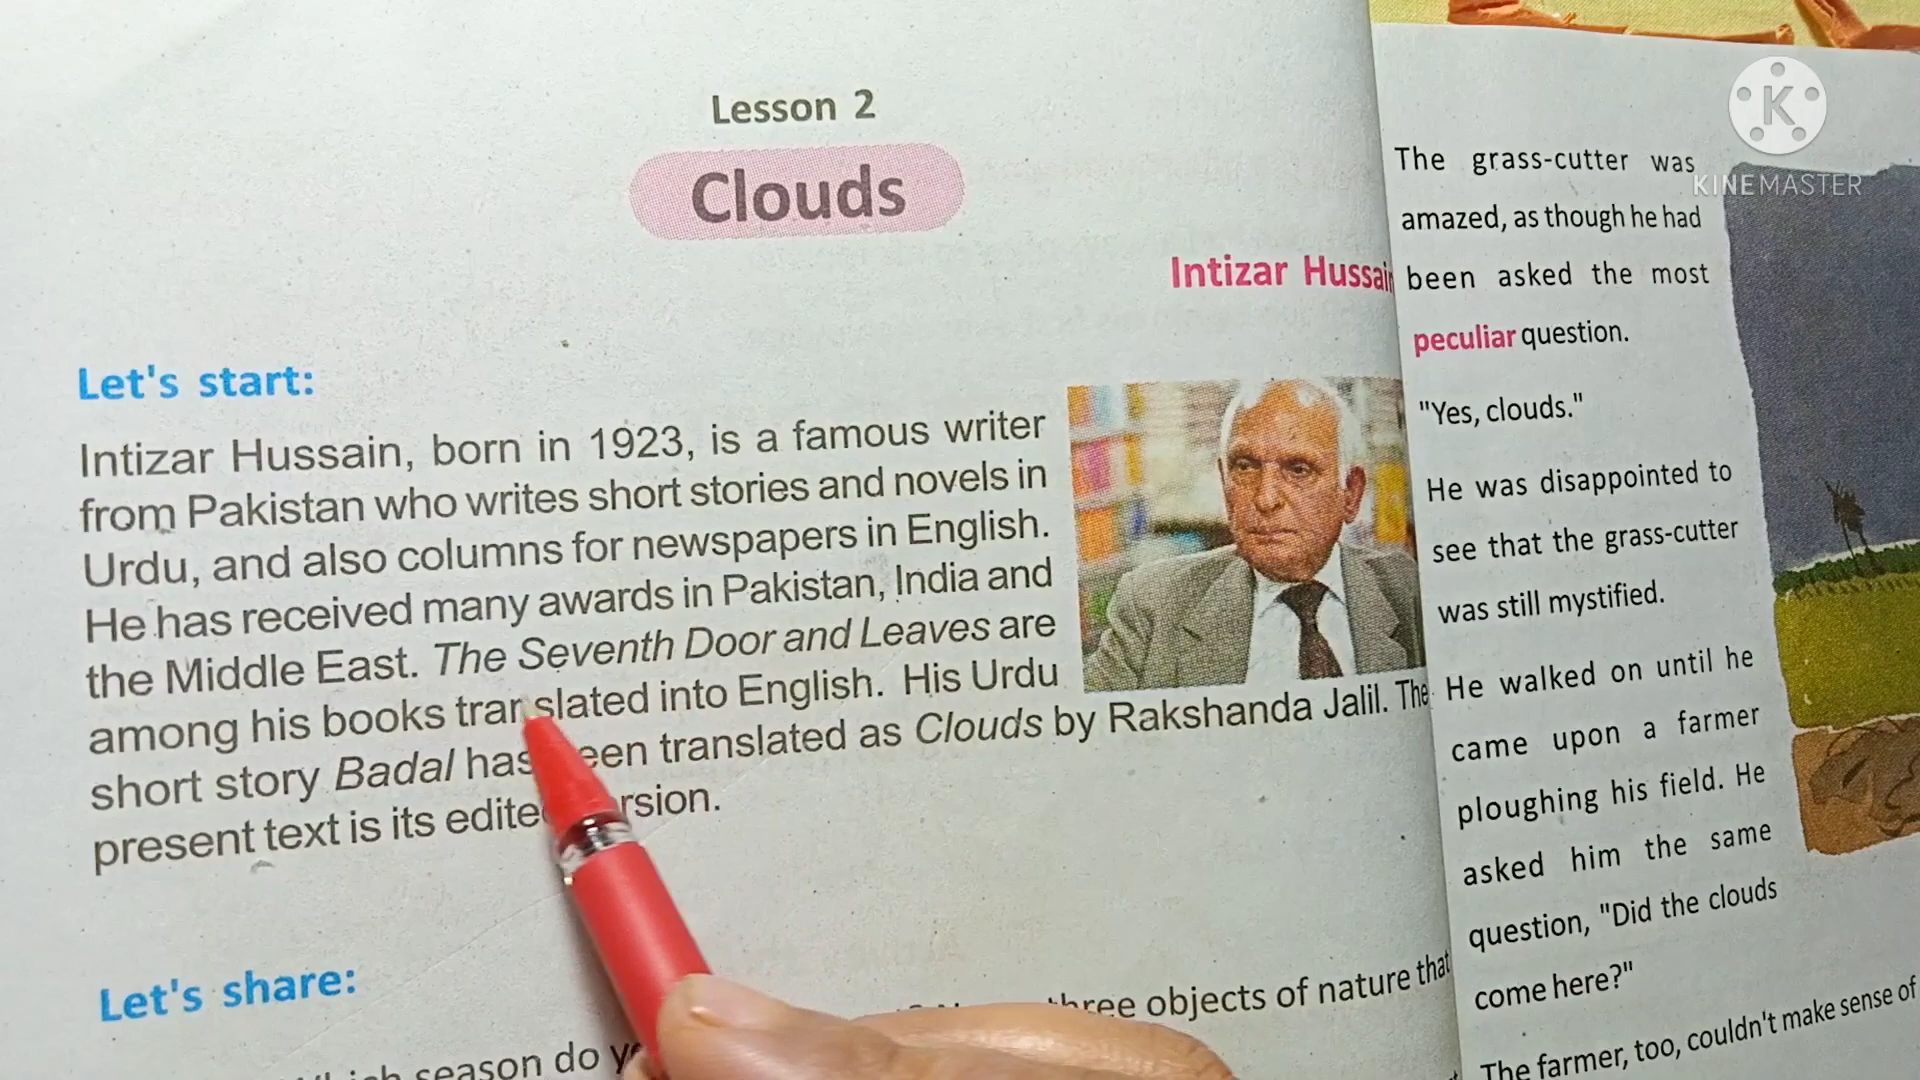 Lesson 2
Clouds
Intizar Hussain
Let's start:
Intizar Hussain, born in 1923, is a famous writer
from Pakistan who writes short stories and novels in
Urdu, and also columns for newspapers in English.
He has received many awards in Pakistan, India and
the Middle East. The Seventh Door and Leaves are
among his books translated into English. His Urdu
short story Badal has been translated as Clouds by Rakshanda Jalil. The
present text is its edited version.
Let's share:
three objects of nature that
season do
The grass-cutter was
amazed, as though he had
been asked the most
peculiar question.
"Yes, clouds."
He was disappointed to
see that the grass-cutter
was still mystified.
He walked on until he
came upon a farmer
ploughing his field. He
asked him the same
question, "Did the clouds
come here?"
The farmer, too, couldn't make sense of
K
KINEMASTER